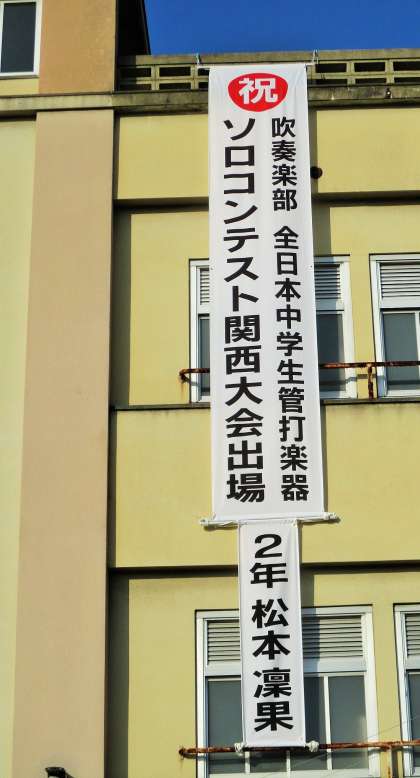 祝
吹奏楽部 全日本中学生管打楽器
ソロコンテスト関西大会出場
2年 松本 凜果